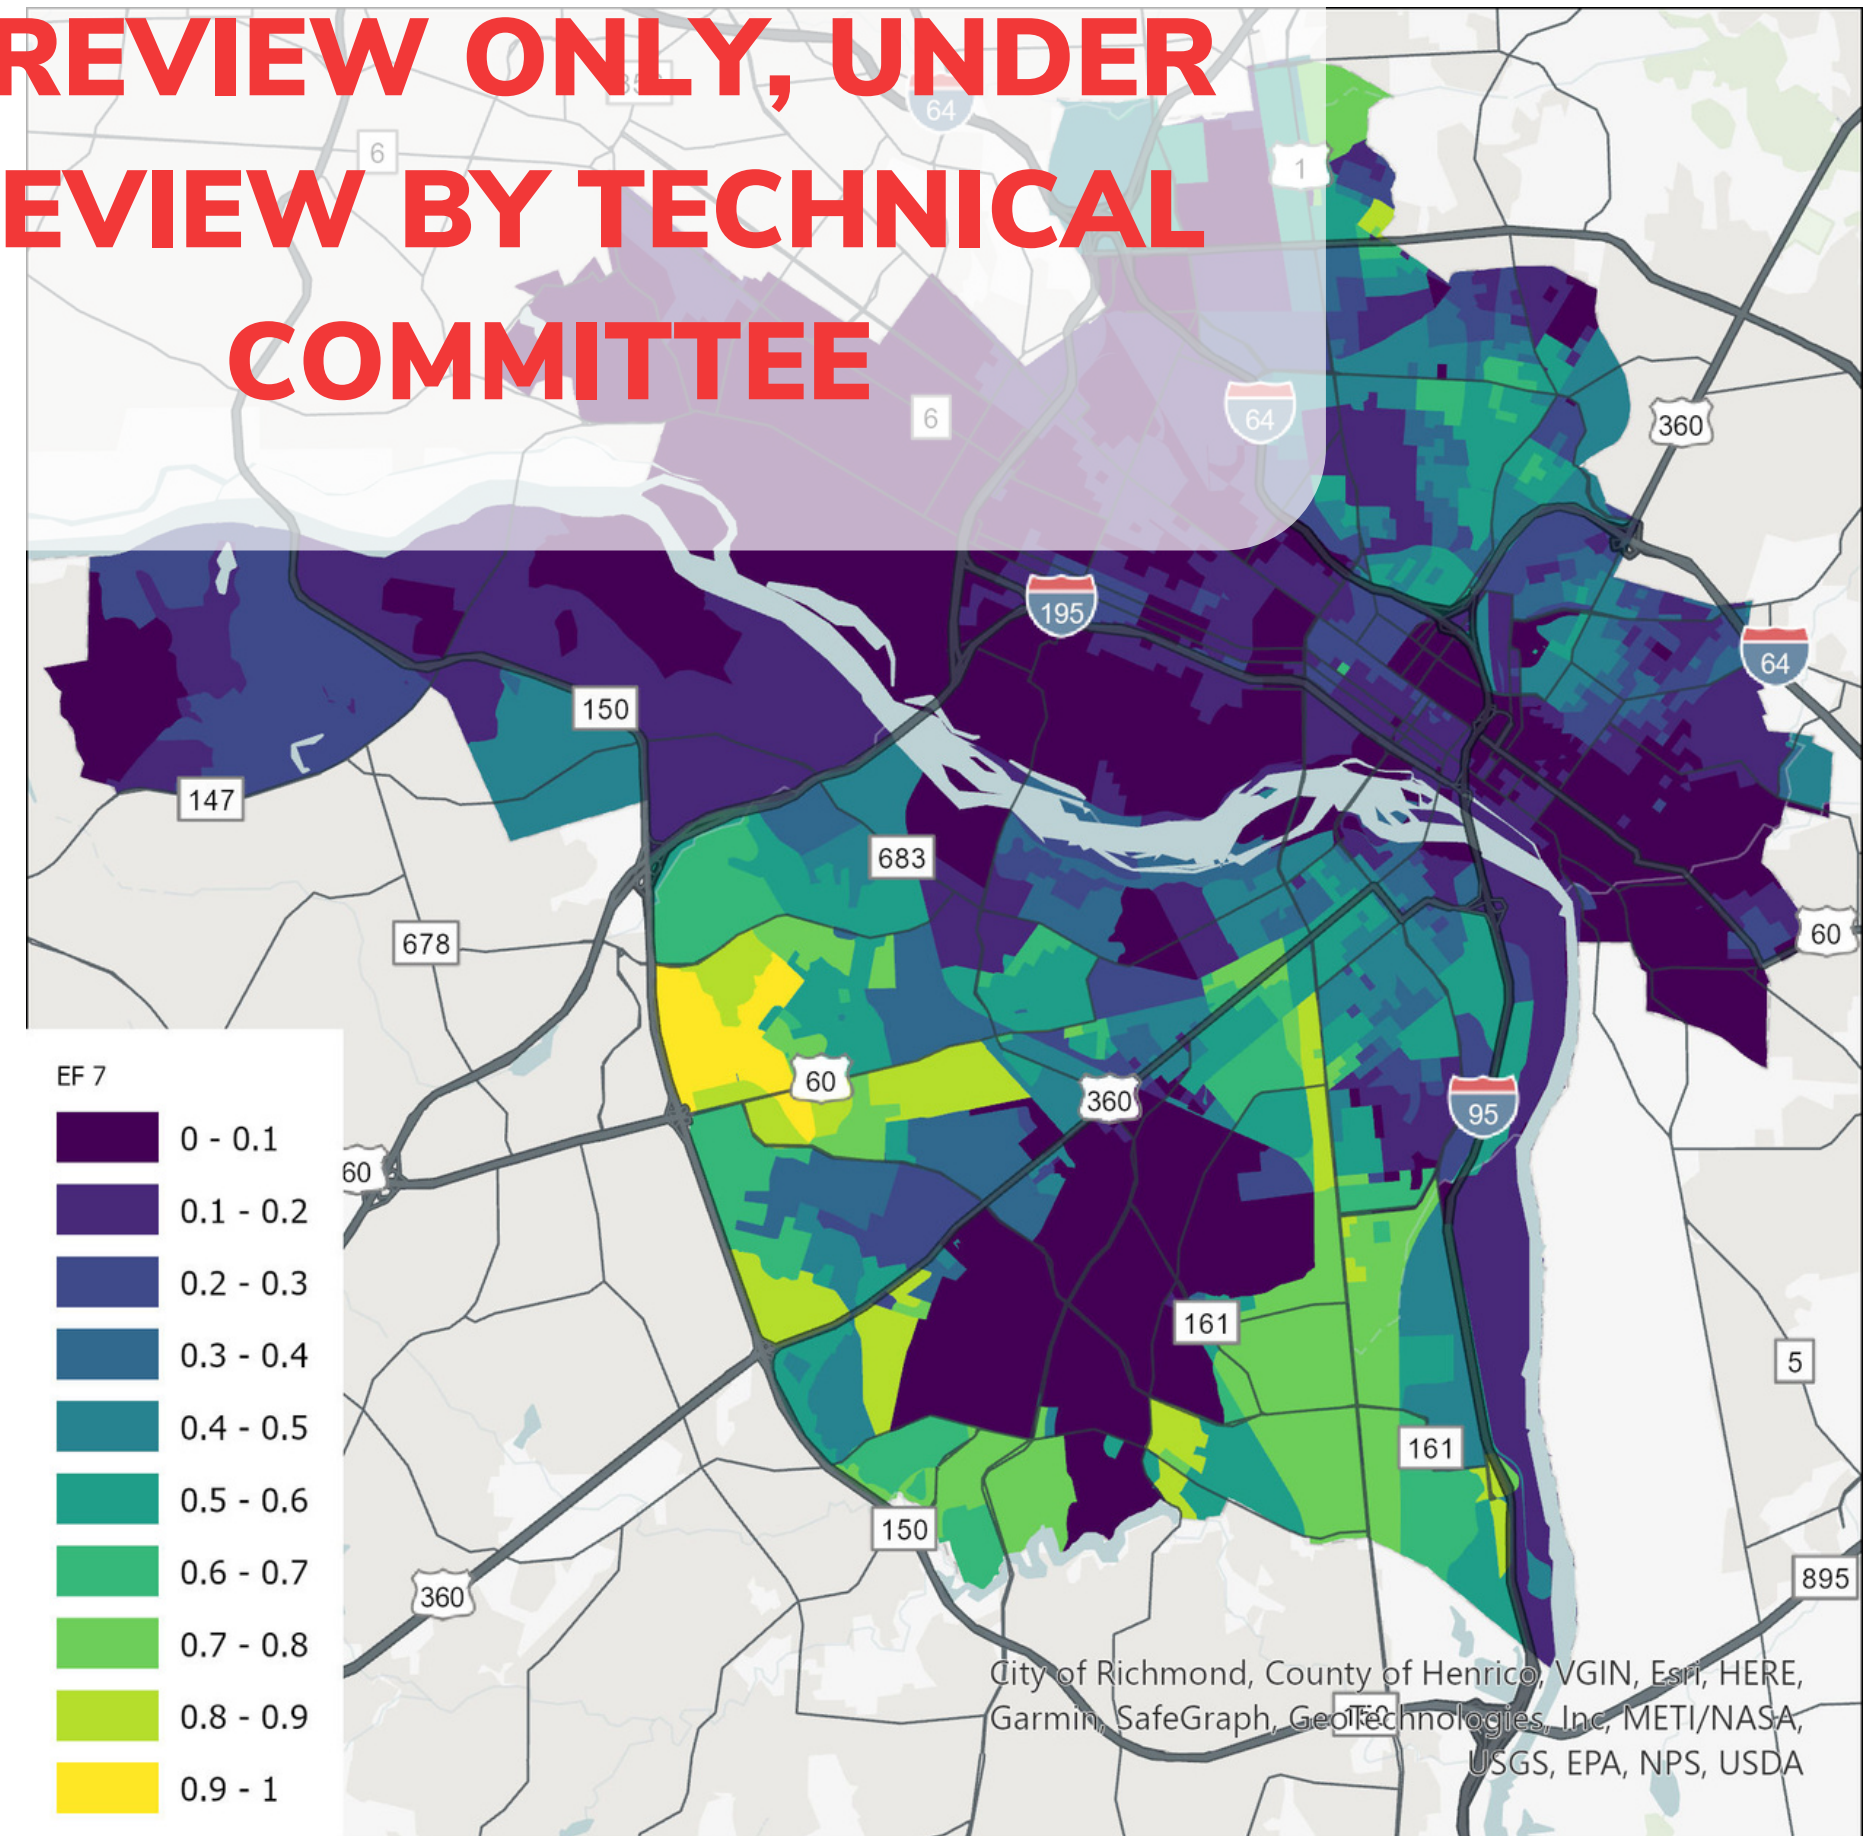 REVIEW ONLY, UNDER
EVIEW BY TECHNICAL
COMMITTEE
64
6
1
6
64
360
195
64
150
147
683
678
60
60
360
95
60
161
5
161
150
360
895
EF 7
0 - 0.1
0.1 - 0.2
0.2 - 0.3
0.3 - 0.4
0.4 - 0.5
0.5 - 0.6
0.6 - 0.7
0.7 - 0.8
0.8 - 0.9
0.9 - 1
City of Richmond, County of Henrico, VGIN, Esri, HERE,
Garmin, SafeGraph, GeoTechnologies, Inc, METI/NASA,
USGS, EPA, NPS, USDA